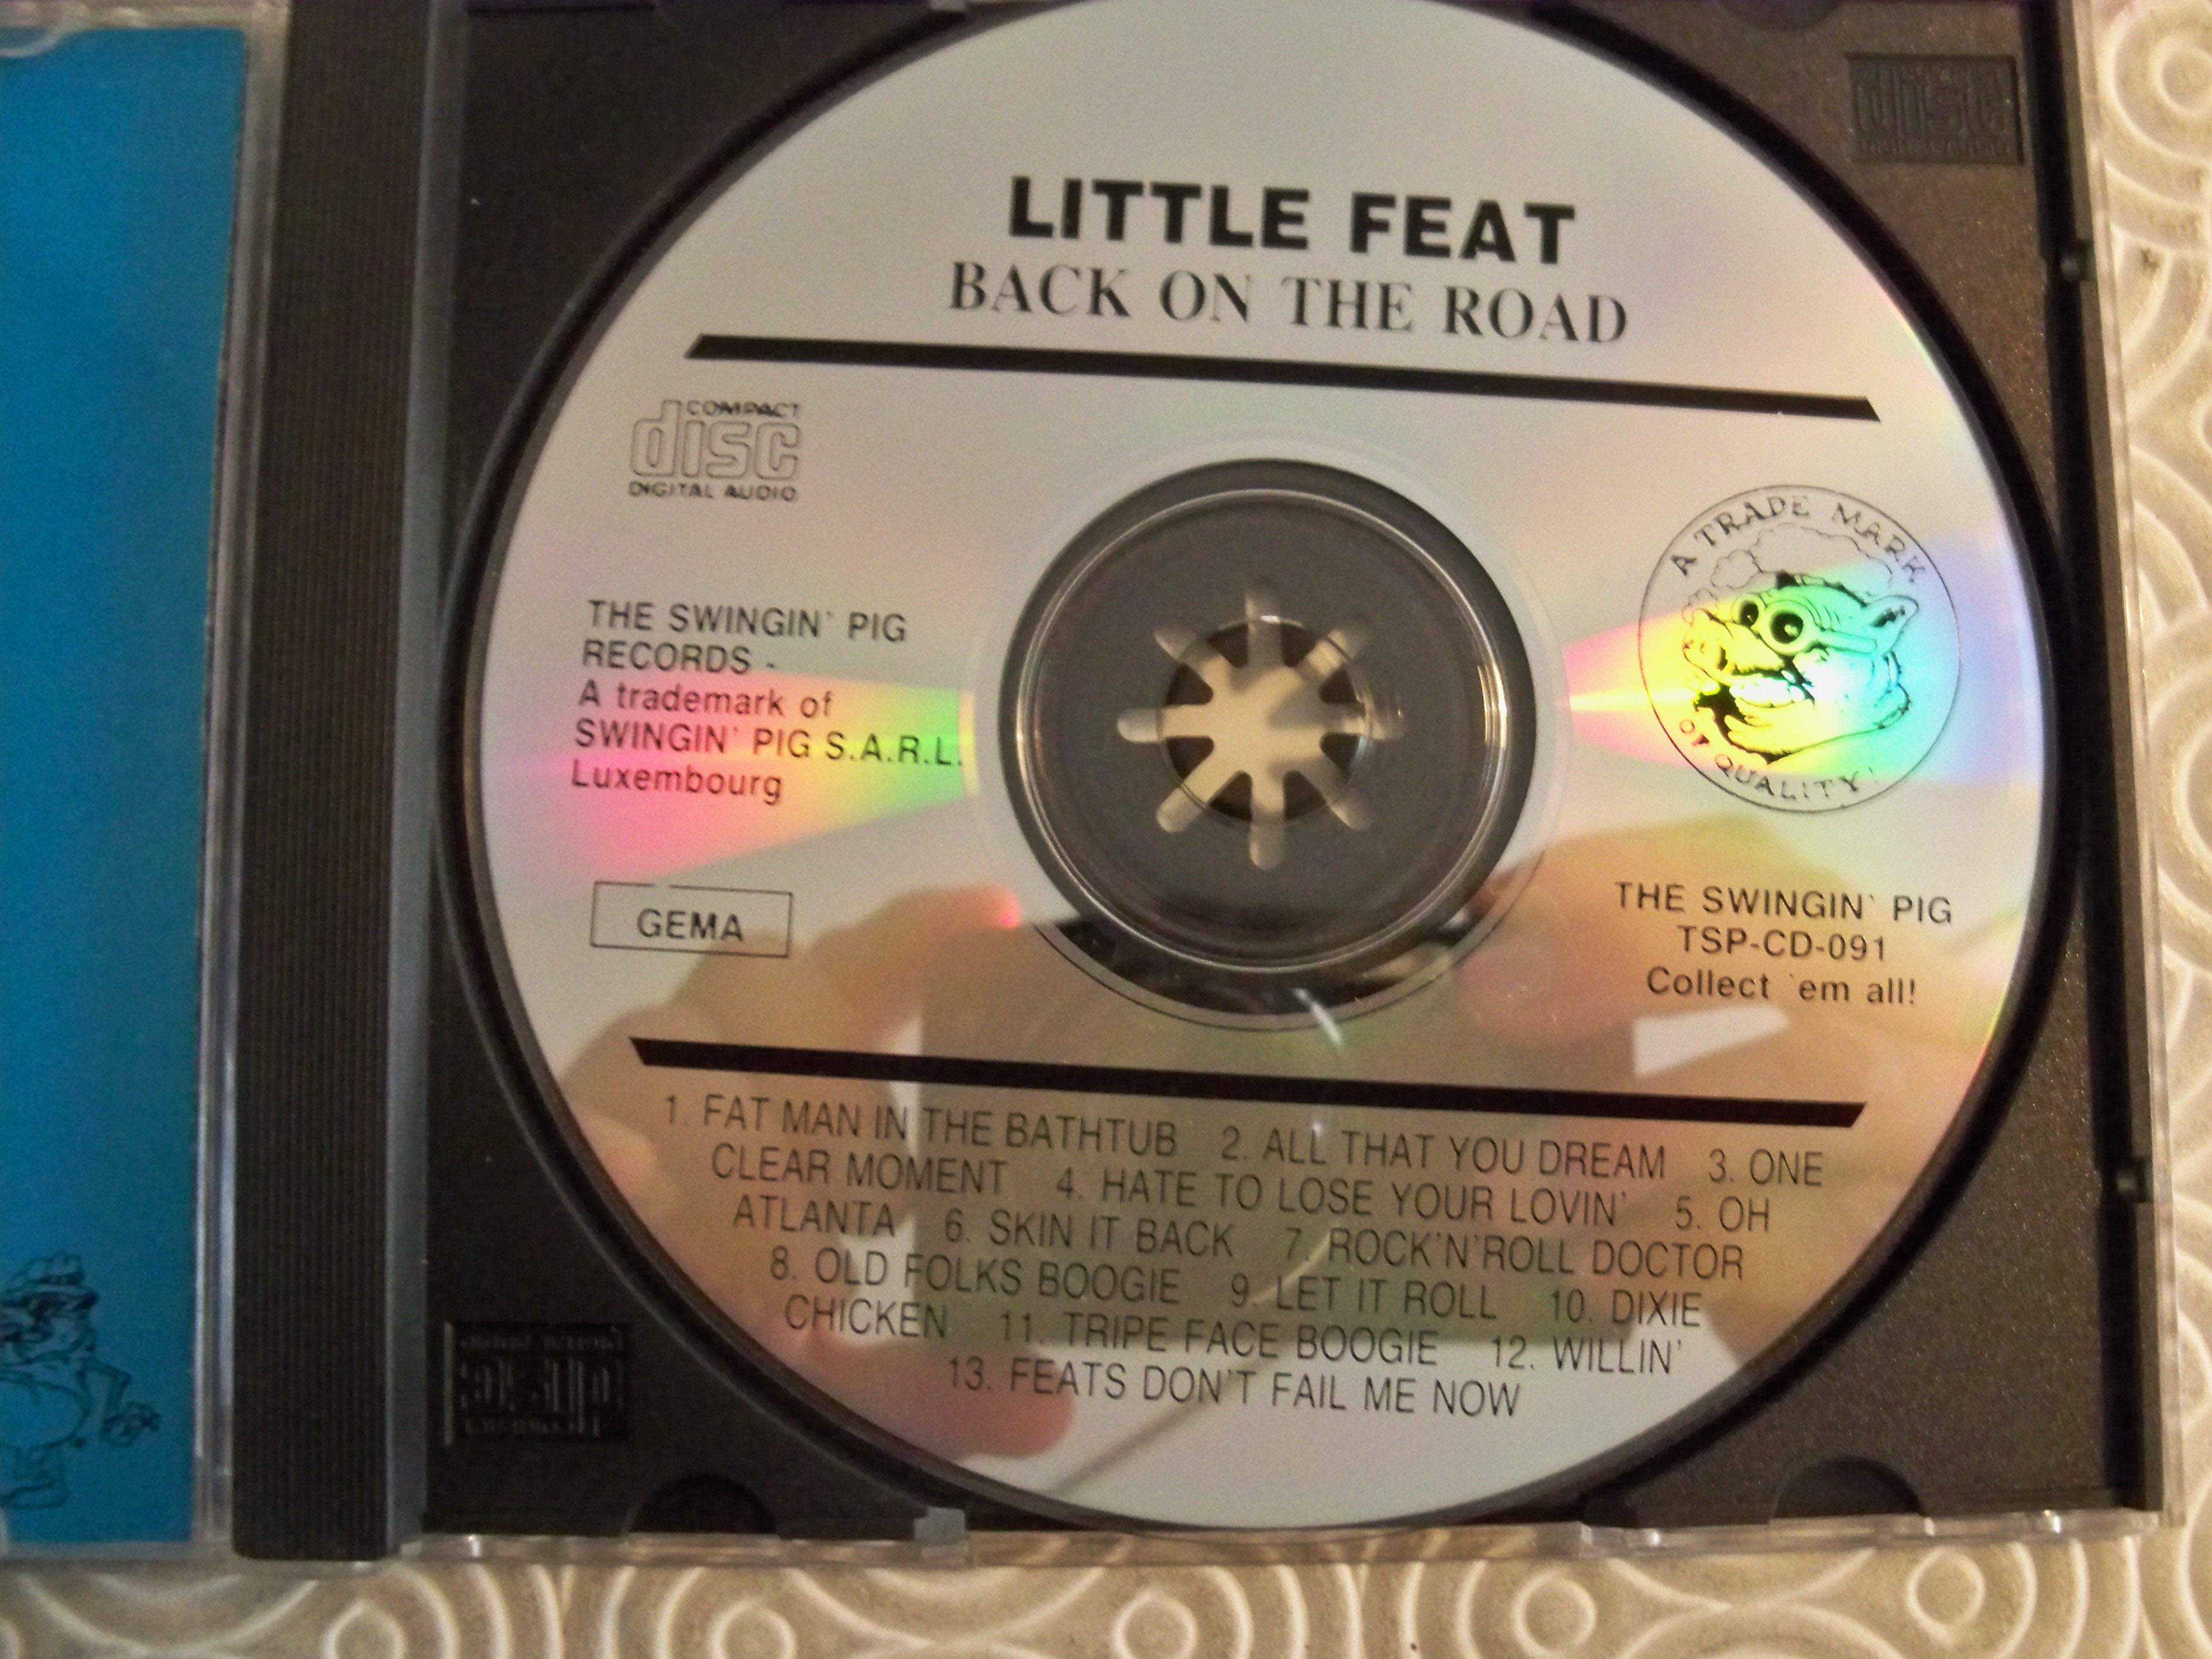 LITTLE FEAT
BACK ON THE ROAD
COMPACT
disc
DIGITAL AUDIO
THE SWINGIN' PIG
RECORDS -
A trademark of
SWINGIN' PIG S.A.R.L.
Luxembourg
GEMA
A TRADE MARK
OF QUALITY!
THE SWINGIN' PIG
TSP-CD-091
Collect 'em all!
1. FAT MAN IN THE BATHTUB 2. ALL THAT YOU DREAM 3. ONE
CLEAR MOMENT 4. HATE TO LOSE YOUR LOVIN' 5. OH
ATLANTA 6. SKIN IT BACK 7. ROCK'N'ROLL DOCTOR
8. OLD FOLKS BOOGIE 9. LET IT ROLL 10. DIXIE
CHICKEN 11. TRIPE FACE BOOGIE 12. WILLIN'
13. FEATS DON'T FAIL ME NOW
disc